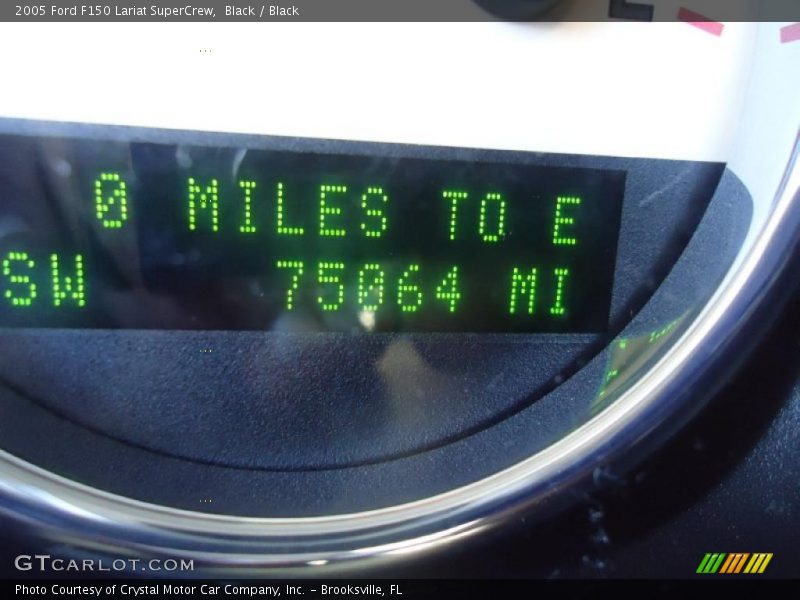 2005 Ford F150 Lariat SuperCrew, Black / Black
0 MILES TO E
SW 75064 MI
GTCARLOT.COM
Photo Courtesy of Crystal Motor Car Company, Inc. – Brooksville, FL